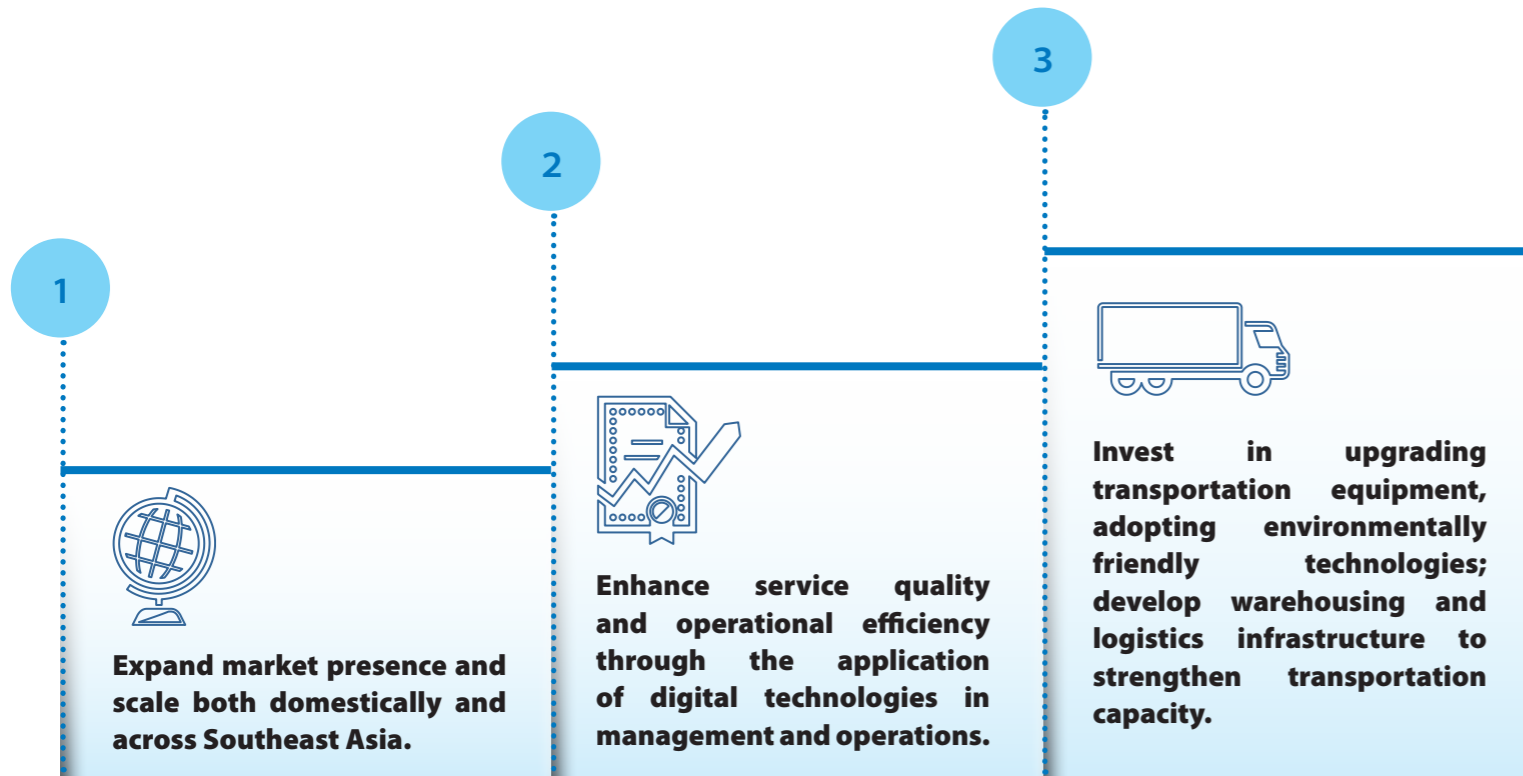 1
Expand market presence and
scale both domestically and
across Southeast Asia.
2
Enhance service quality
and operational efficiency
through the application
of digital technologies in
management and operations.
3
Invest in upgrading
transportation equipment,
adopting environmentally
friendly technologies;
develop warehousing and
logistics infrastructure to
strengthen transportation
capacity.